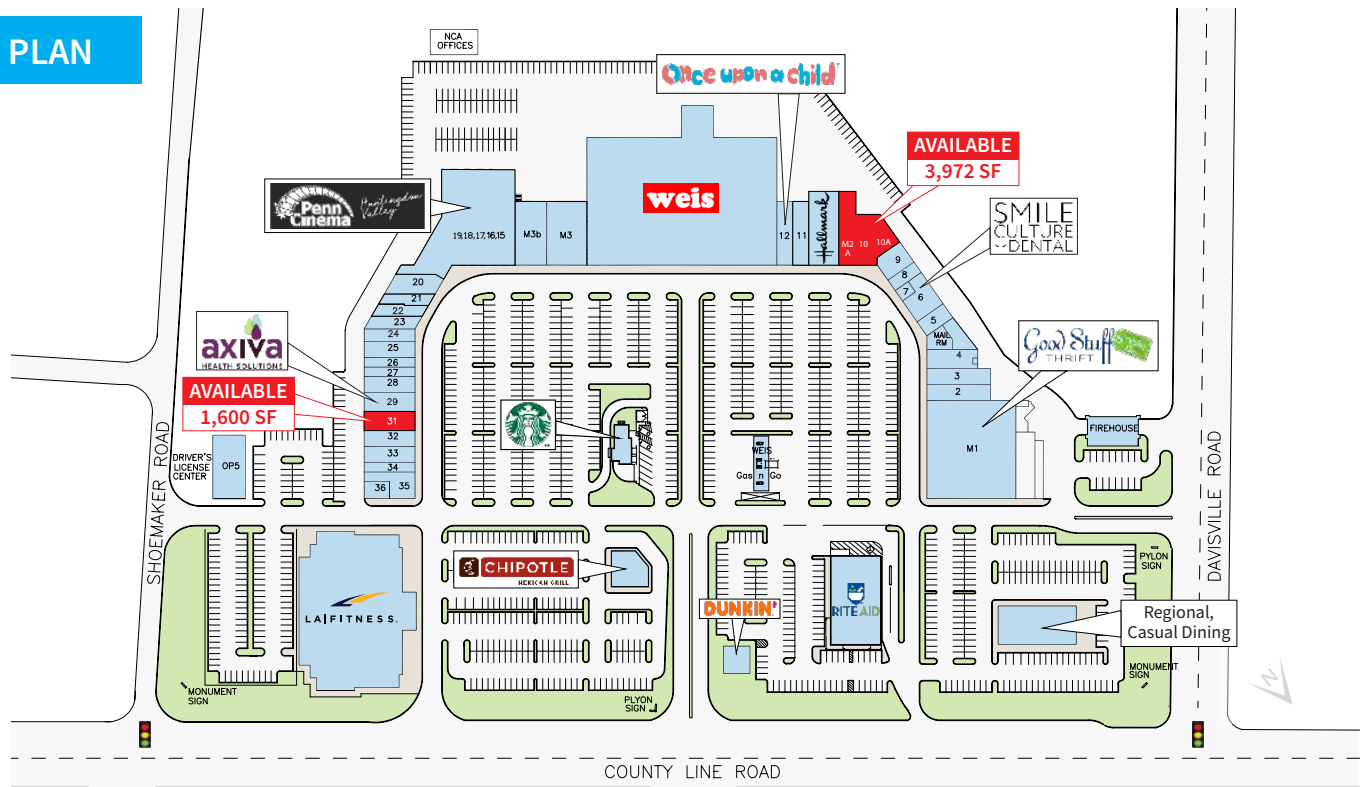 PLAN
NCA
OFFICES
Once upon a child
AVAILABLE
3,972 SF
Penn
Cinema
Huntingdon
Valley
weis
SMILE
CULTURE
DENTAL
19,18,17,16,15
M3b
M3
12
11
Hallmark
M2
A
10
10A
9
8
7
6
5
MAIL
RM
4
3
2
M1
20
21
22
23
24
25
26
27
28
29
31
32
33
34
36
35
axiva
HEALTH SOLUTIONS
AVAILABLE
1,600 SF
Good Stuff
THRIFT
FIREHOUSE
WEIS
Gas n Go
DRIVER'S
LICENSE
CENTER
OP5
SHOEMAKER ROAD
DAVISVILLE ROAD
CHIPOTLE
MEXICAN GRILL
LA FITNESS.
DUNKIN'
RITE AID
PYLON
SIGN
Regional,
Casual Dining
MONUMENT
SIGN
MONUMENT
SIGN
PLYON
SIGN
N
COUNTY LINE ROAD